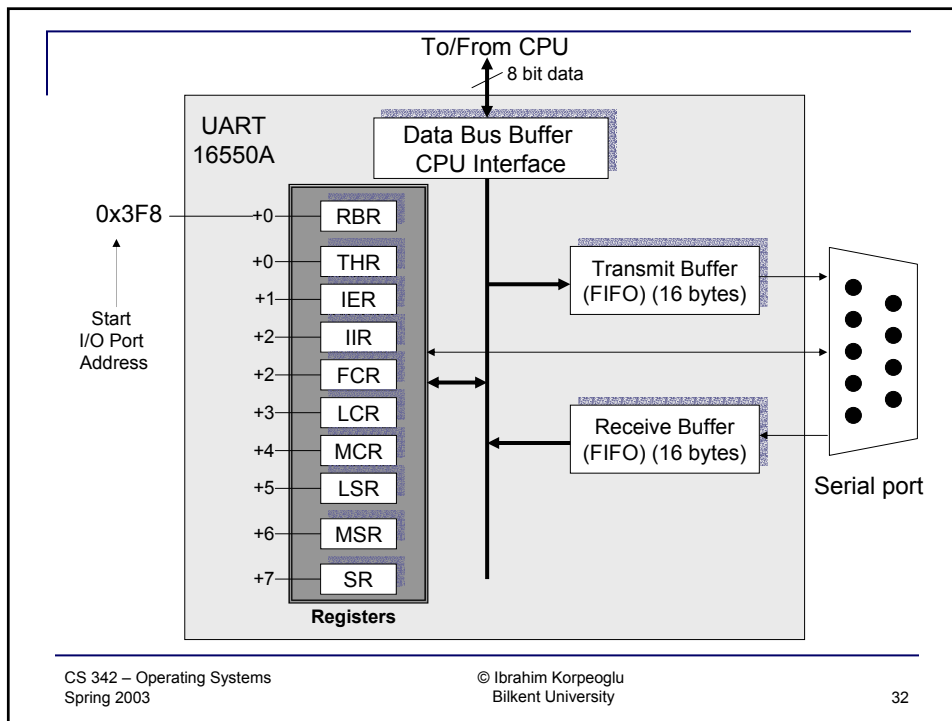 To/From CPU
8 bit data
UART
16550A
Data Bus Buffer
CPU Interface
0x3F8
+0
RBR
+0
THR
+1
IER
+2
IIR
+2
FCR
+3
LCR
+4
MCR
+5
LSR
+6
MSR
+7
SR
Registers
Start
I/O Port
Address
Transmit Buffer
(FIFO) (16 bytes)
Receive Buffer
(FIFO) (16 bytes)
Serial port
CS 342 – Operating Systems
Spring 2003
© Ibrahim Korpeoglu
Bilkent University
32